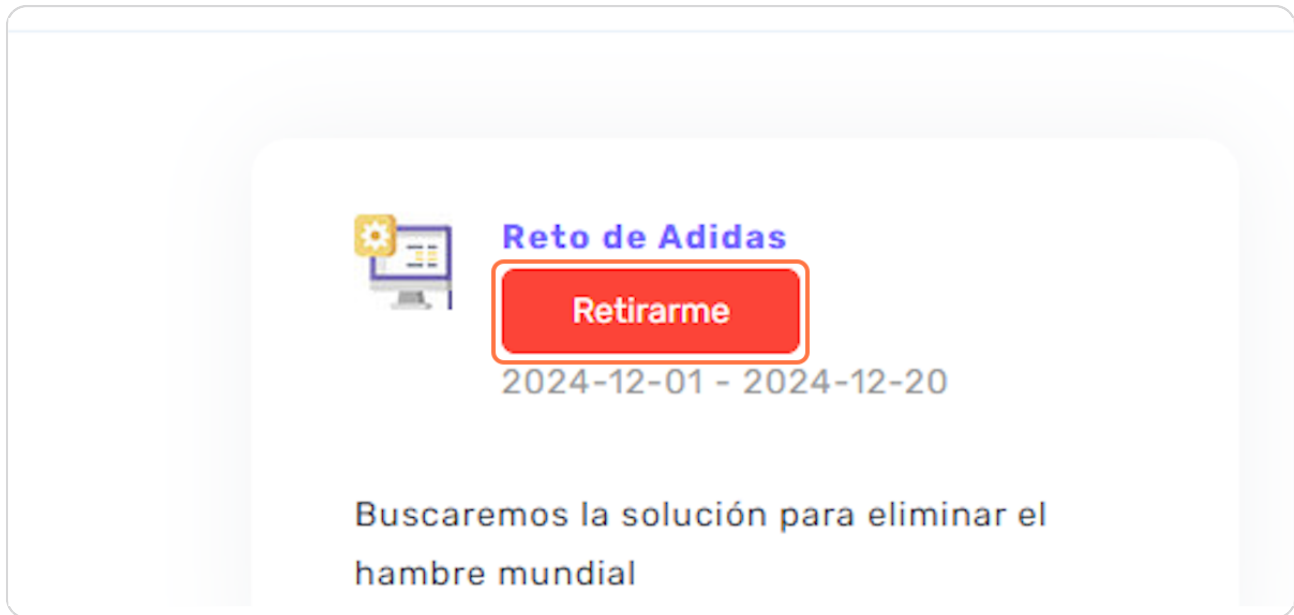 Reto de Adidas
Retirarme
2024-12-01 - 2024-12-20
Buscaremos la solución para eliminar el
hambre mundial